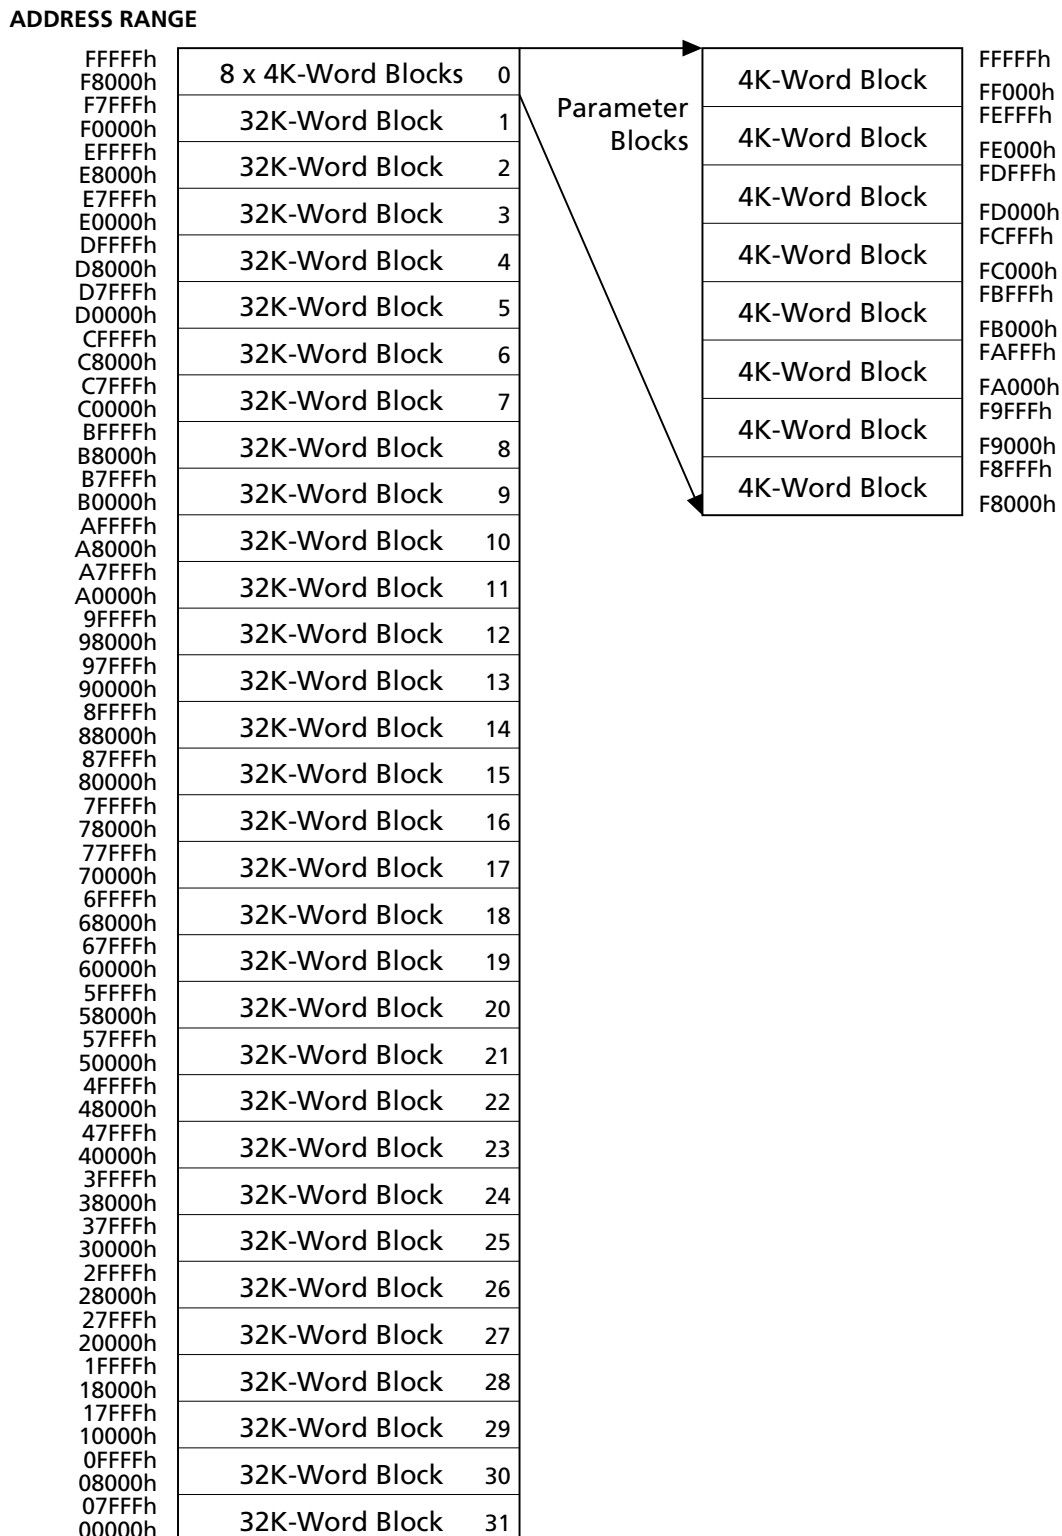 ADDRESS RANGE
FFFFFh
F8000h
8 x 4K-Word Blocks 0
F7FFFh
F0000h
32K-Word Block 1
EFFFFh
E8000h
32K-Word Block 2
E7FFFh
E0000h
32K-Word Block 3
DFFFFh
D8000h
32K-Word Block 4
D7FFFh
D0000h
32K-Word Block 5
CFFFFh
C8000h
32K-Word Block 6
C7FFFh
C0000h
32K-Word Block 7
BFFFFh
B8000h
32K-Word Block 8
B7FFFh
B0000h
32K-Word Block 9
AFFFFh
A8000h
32K-Word Block 10
A7FFFh
A0000h
32K-Word Block 11
9FFFFh
98000h
32K-Word Block 12
97FFFh
90000h
32K-Word Block 13
8FFFFh
88000h
32K-Word Block 14
87FFFh
80000h
32K-Word Block 15
7FFFFh
78000h
32K-Word Block 16
77FFFh
70000h
32K-Word Block 17
6FFFFh
68000h
32K-Word Block 18
67FFFh
60000h
32K-Word Block 19
5FFFFh
58000h
32K-Word Block 20
57FFFh
50000h
32K-Word Block 21
4FFFFh
48000h
32K-Word Block 22
47FFFh
40000h
32K-Word Block 23
3FFFFh
38000h
32K-Word Block 24
37FFFh
30000h
32K-Word Block 25
2FFFFh
28000h
32K-Word Block 26
27FFFh
20000h
32K-Word Block 27
1FFFFh
18000h
32K-Word Block 28
17FFFh
10000h
32K-Word Block 29
0FFFFh
08000h
32K-Word Block 30
07FFFh
00000h
32K-Word Block 31
Parameter
Blocks
4K-Word Block
FFFFFh
FF000h
4K-Word Block
FEFFFh
FE000h
4K-Word Block
FDFFFh
FD000h
4K-Word Block
FCFFFh
FC000h
4K-Word Block
FBFFFh
FB000h
4K-Word Block
FAFFFh
FA000h
4K-Word Block
F9FFFh
F9000h
4K-Word Block
F8FFFh
F8000h